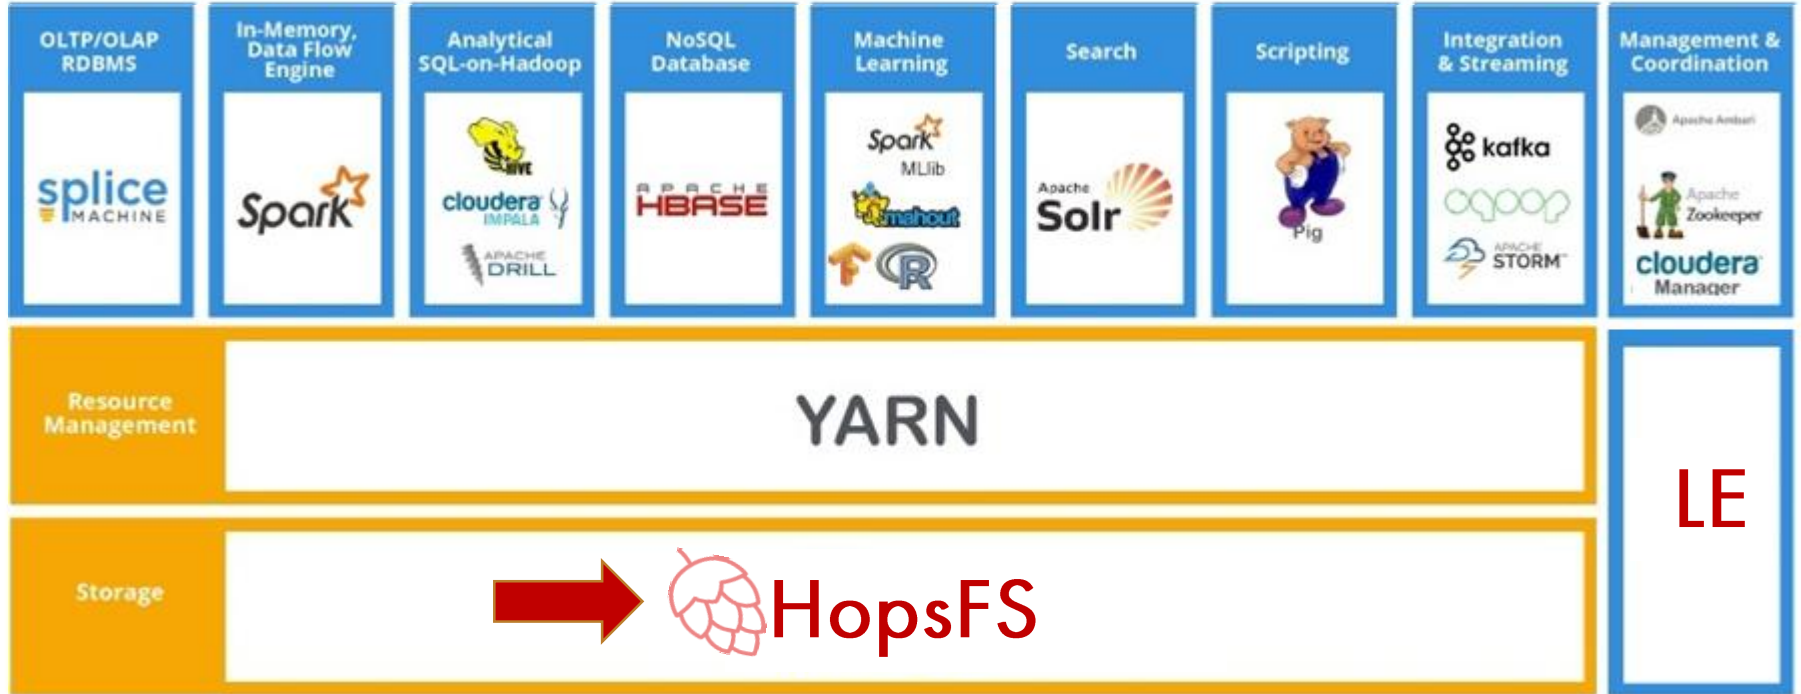 OLTP/OLAP
RDBMS
splice
MACHINE
In-Memory,
Data Flow
Engine
Spark
Analytical
SQL-on-Hadoop
HIVE
cloudera
IMPALA
APACHE
DRILL
NoSQL
Database
APACHE
HBASE
Machine
Learning
Spark
MLlib
mahout
R
Search
Apache
Solr
Scripting
Pig
Integration
& Streaming
kafka
sqoop
APACHE
STORM™
Management &
Coordination
Apache Ambari
Apache
Zookeeper
cloudera
Manager
Resource
Management
YARN
LE
Storage
HopsFS